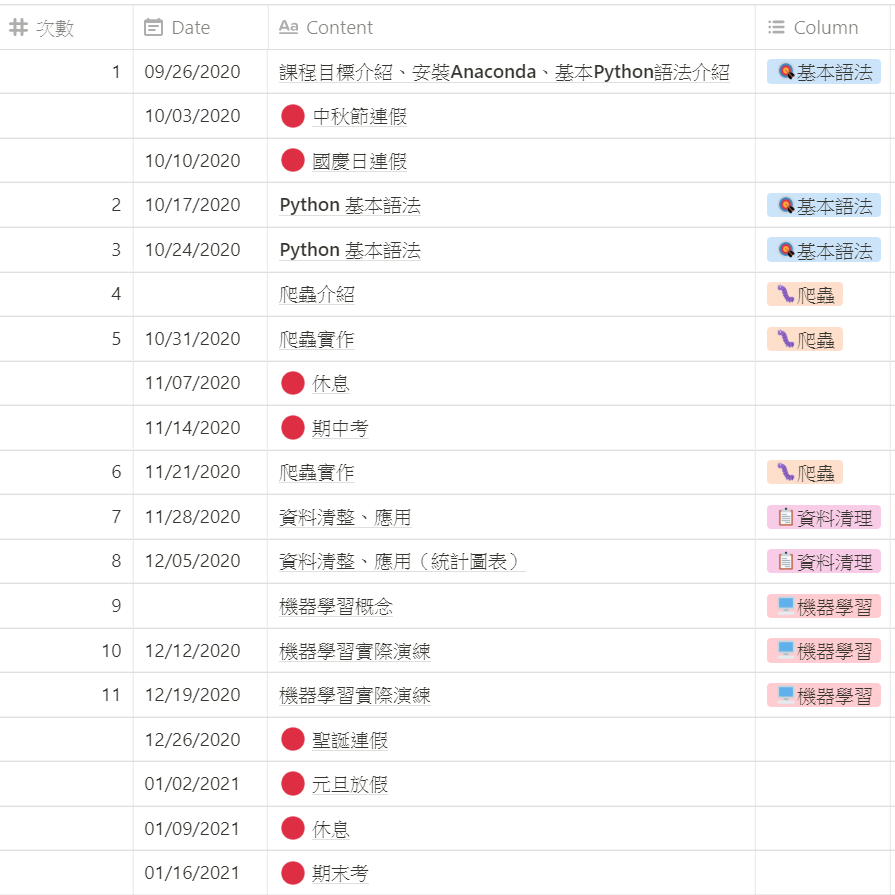 次數 Date Content Column
1 09/26/2020 課程目標介紹、安裝Anaconda、基本Python語法介紹 基本語法
10/03/2020 中秋節連假
10/10/2020 國慶日連假
2 10/17/2020 Python 基本語法 基本語法
3 10/24/2020 Python 基本語法 基本語法
4 爬蟲介紹 爬蟲
5 10/31/2020 爬蟲實作 爬蟲
11/07/2020 休息
11/14/2020 期中考
6 11/21/2020 爬蟲實作 爬蟲
7 11/28/2020 資料清整、應用 資料清理
8 12/05/2020 資料清整、應用（統計圖表） 資料清理
9 機器學習概念 機器學習
10 12/12/2020 機器學習實際演練 機器學習
11 12/19/2020 機器學習實際演練 機器學習
12/26/2020 聖誕連假
01/02/2021 元旦放假
01/09/2021 休息
01/16/2021 期末考